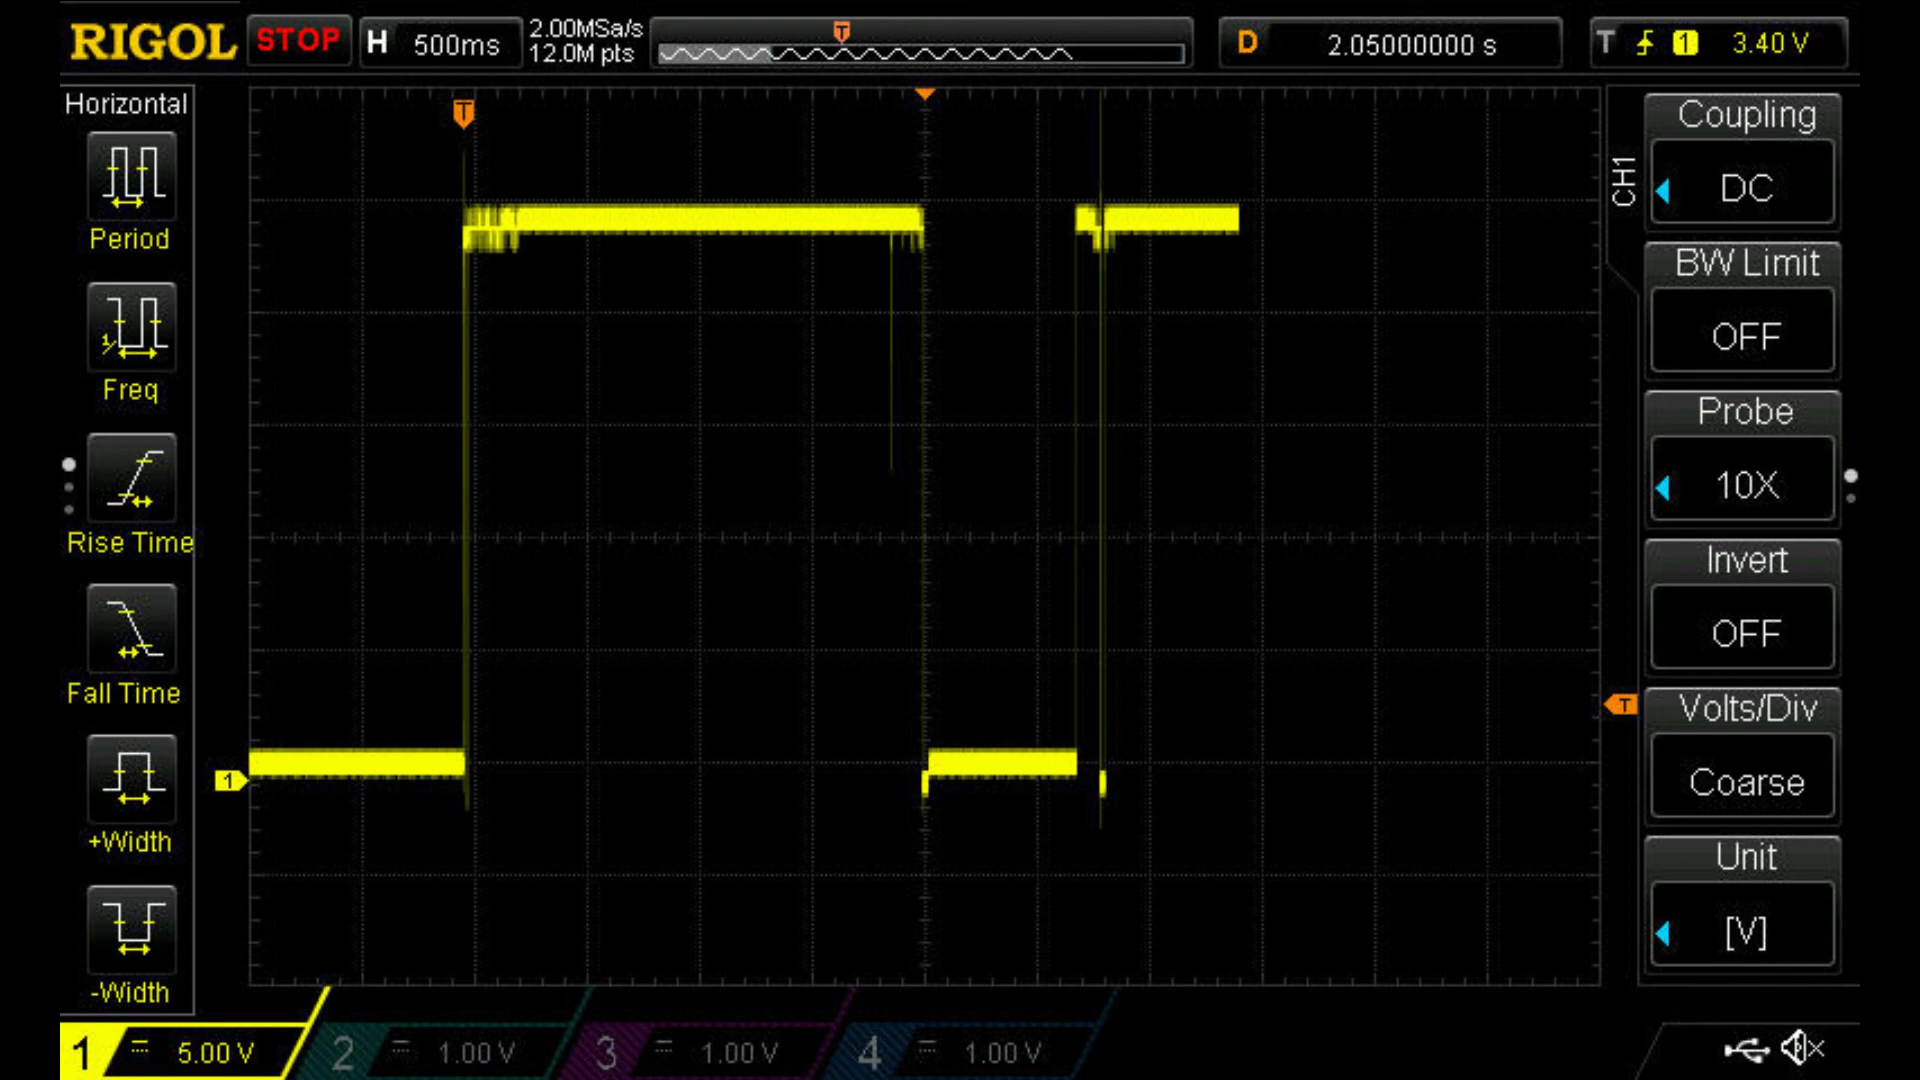 RIGOL STOP H 500ms 2.00MSa/s
12.0M pts
T
D 2.05000000 s T 1 3.40 V
Horizontal
Period
Freq
Rise Time
Fall Time
+Width
-Width
T
1
T
CH1
Coupling
DC
BW Limit
OFF
Probe
10X
Invert
OFF
Volts/Div
Coarse
Unit
[V]
1 5.00 V 2 1.00 V 3 1.00 V 4 1.00 V